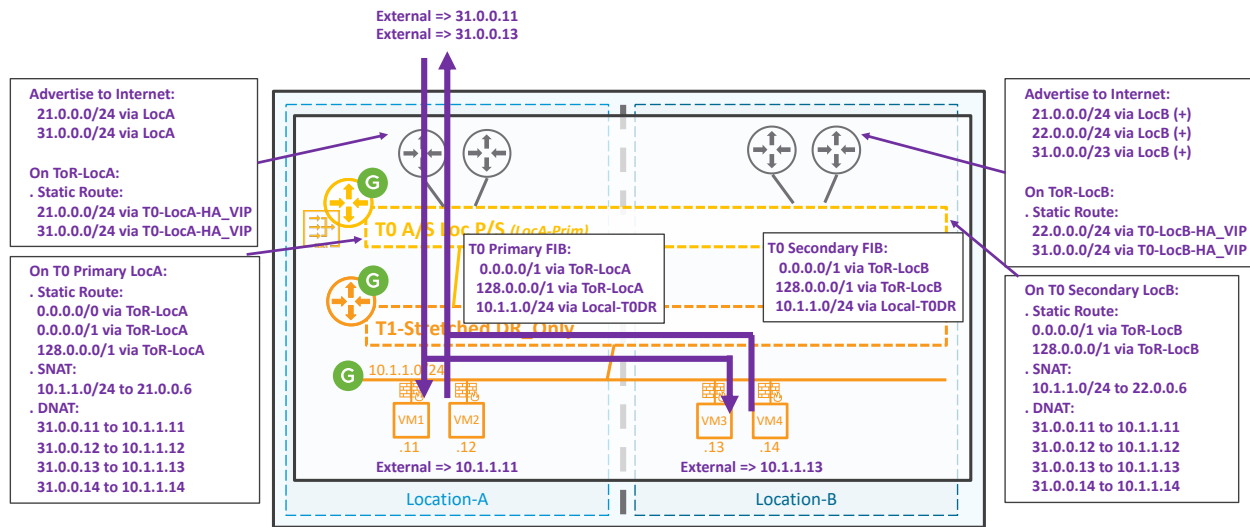 External => 31.0.0.11
External => 31.0.0.13
Advertise to Internet:
21.0.0.0/24 via LocA
31.0.0.0/24 via LocA
On ToR-LocA:
. Static Route:
21.0.0.0/24 via T0-LocA-HA_VIP
31.0.0.0/24 via T0-LocA-HA_VIP
On T0 Primary LocA:
. Static Route:
0.0.0.0/0 via ToR-LocA
0.0.0.0/1 via ToR-LocA
128.0.0.0/1 via ToR-LocA
. SNAT:
10.1.1.0/24 to 21.0.0.6
. DNAT:
31.0.0.11 to 10.1.1.11
31.0.0.12 to 10.1.1.12
31.0.0.13 to 10.1.1.13
31.0.0.14 to 10.1.1.14
G
T0 A/S Loc P/S (LocA-Prim)
T0 Primary FIB:
0.0.0.0/1 via ToR-LocA
128.0.0.0/1 via ToR-LocA
10.1.1.0/24 via Local-T0DR
T0 Secondary FIB:
0.0.0.0/1 via ToR-LocB
128.0.0.0/1 via ToR-LocB
10.1.1.0/24 via Local-T0DR
G
T1-Stretched DR_Only
G
10.1.1.0/24
G
G
G
G
VM1
VM2
VM3
VM4
.11
.12
.13
.14
External => 10.1.1.11
External => 10.1.1.13
Location-A
Location-B
Advertise to Internet:
21.0.0.0/24 via LocB (+)
22.0.0.0/24 via LocB (+)
31.0.0.0/23 via LocB (+)
On ToR-LocB:
. Static Route:
22.0.0.0/24 via T0-LocB-HA_VIP
31.0.0.0/24 via T0-LocB-HA_VIP
On T0 Secondary LocB:
. Static Route:
0.0.0.0/1 via ToR-LocB
128.0.0.0/1 via ToR-LocB
. SNAT:
10.1.1.0/24 to 22.0.0.6
. DNAT:
31.0.0.11 to 10.1.1.11
31.0.0.12 to 10.1.1.12
31.0.0.13 to 10.1.1.13
31.0.0.14 to 10.1.1.14